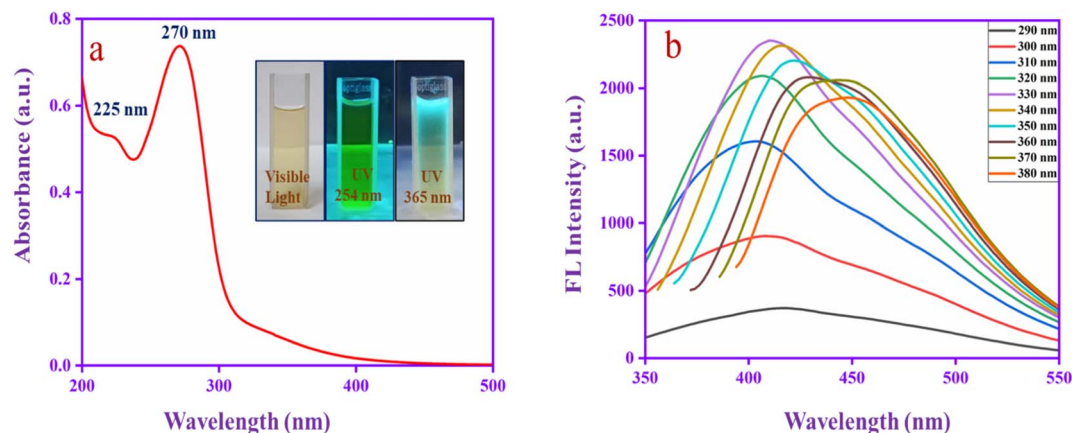 a
270 nm
225 nm
optiglass
optiglass
Visible
Light
UV
254 nm
UV
365 nm
0.8
0.6
0.4
0.2
0.0
200
300
400
500
Absorbance (a.u.)
Wavelength (nm)
b
290 nm
300 nm
310 nm
320 nm
330 nm
340 nm
350 nm
360 nm
370 nm
380 nm
2500
2000
1500
1000
500
0
350
400
450
500
550
FL Intensity (a.u.)
Wavelength (nm)